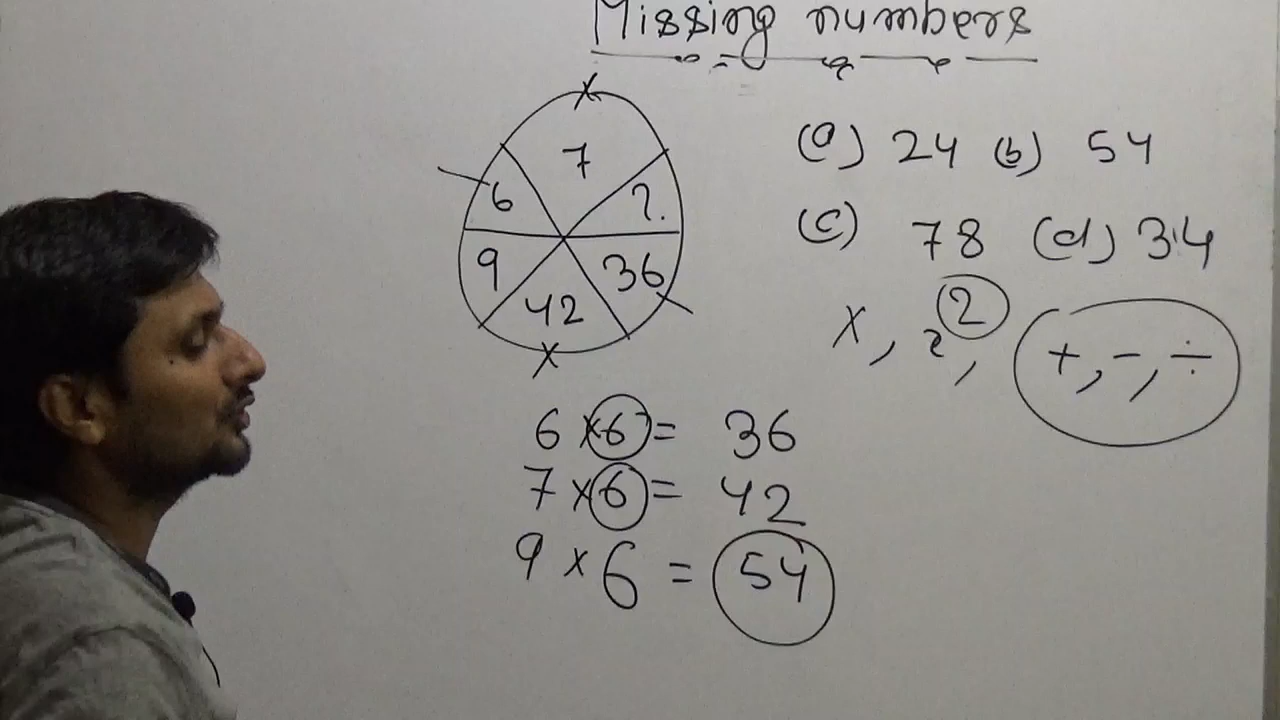 Missing numbers
7
6 ?
9 36
42
(a) 24 (b) 54
(c) 78 (d) 34
x , 2 2 , + , - , ÷
6 x 6 = 36
7 x 6 = 42
9 x 6 = 54